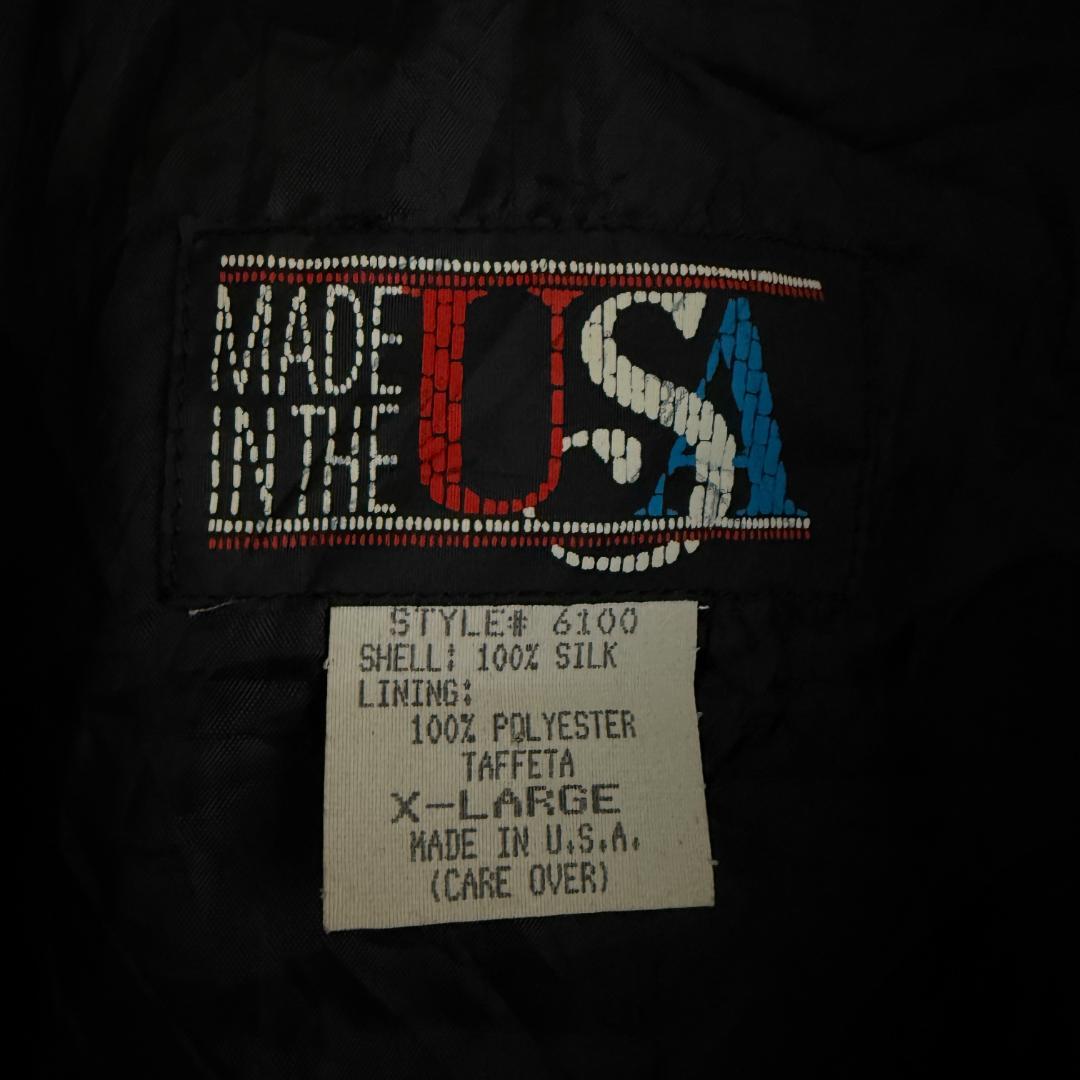 MADE
IN THE
USA
STYLE# 6100
SHELL: 100% SILK
LINING:
100% POLYESTER
TAFFETA
X-LARGE
MADE IN U.S.A.
(CARE OVER)